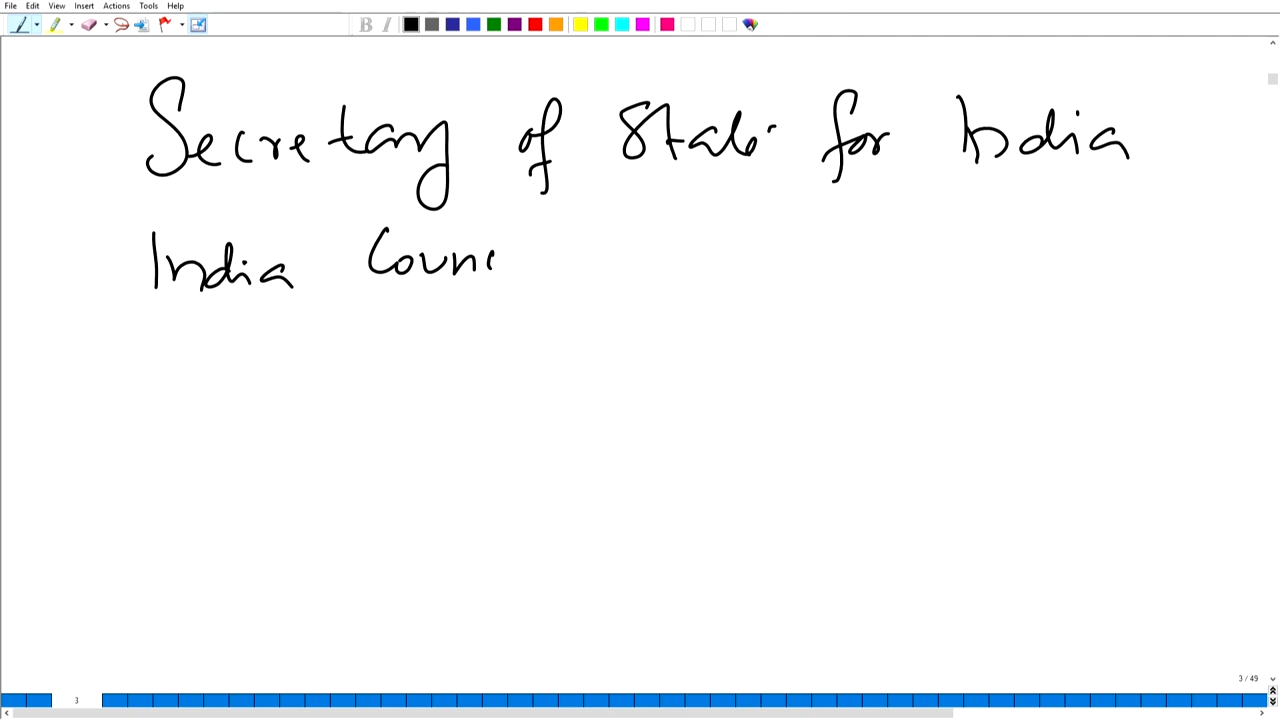 File Edit View Insert Actions Tools Help
B I
Secretary of State for India
India Counc
3 / 49
3